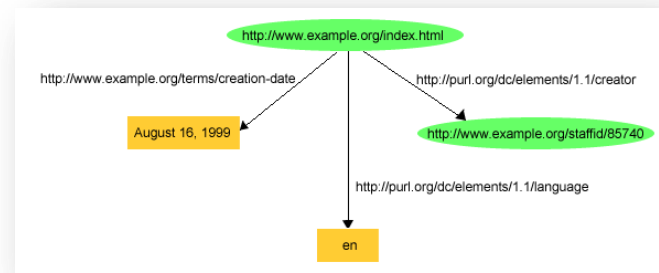 http://www.example.org/index.html
http://www.example.org/terms/creation-date
http://purl.org/dc/elements/1.1/creator
August 16, 1999
http://www.example.org/staffid/85740
http://purl.org/dc/elements/1.1/language
en